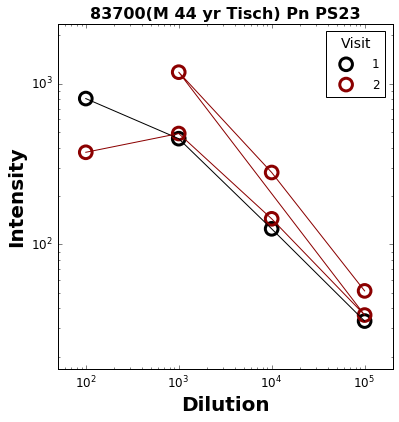 83700(M 44 yr Tisch) Pn PS23
Visit
1
2
Intensity
10³
10²
10² 10³ 10⁴ 10⁵
Dilution